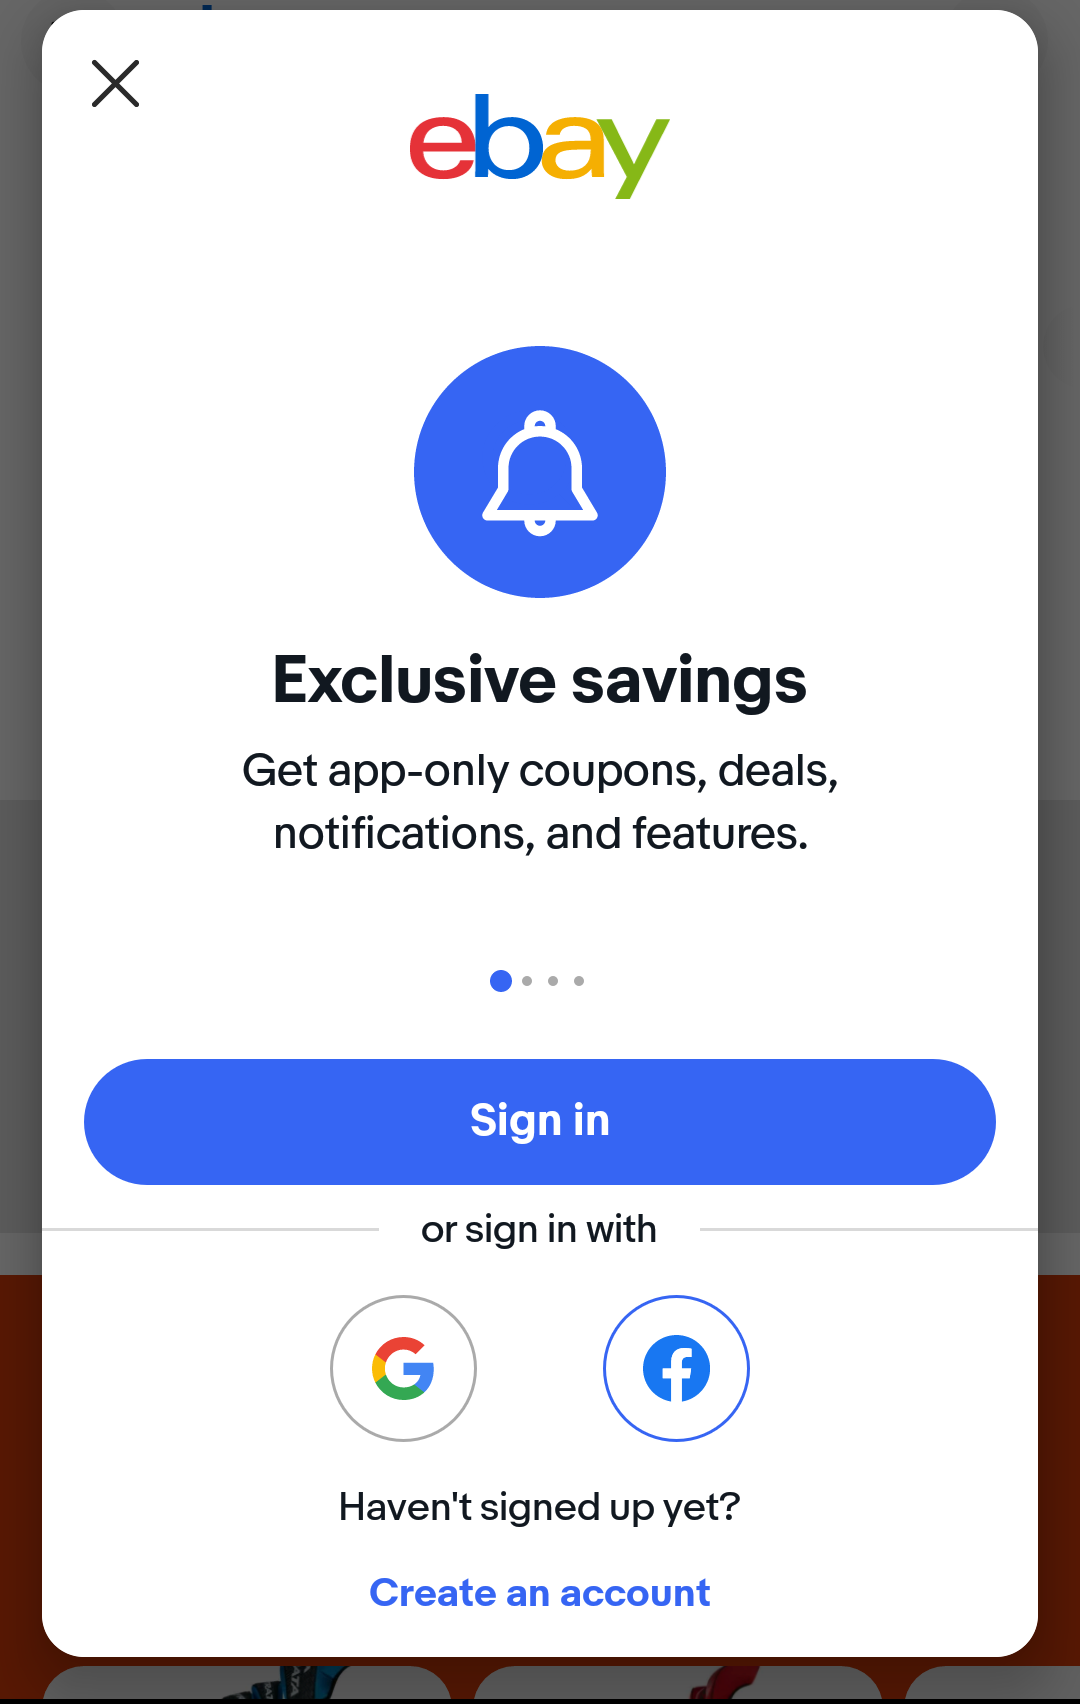 ebay
Exclusive savings
Get app-only coupons, deals,
notifications, and features.
Sign in
or sign in with
Haven't signed up yet?
Create an account